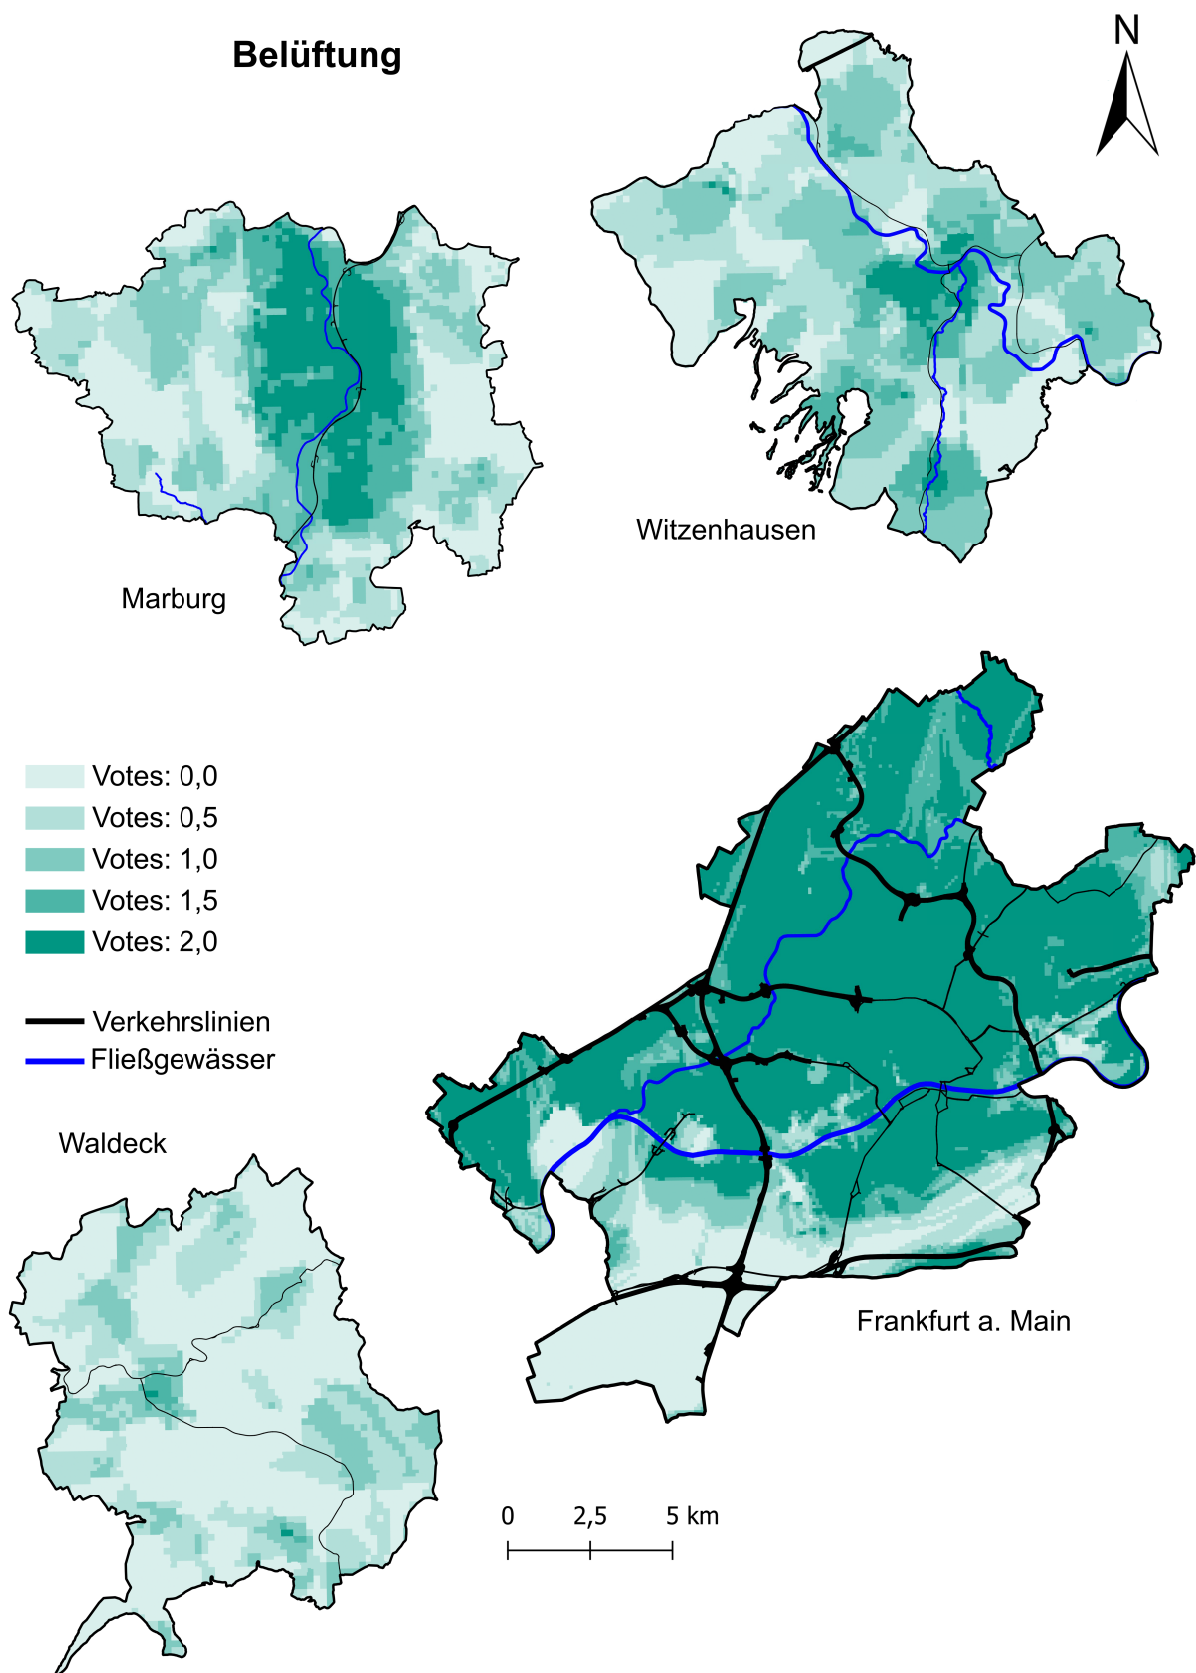 Belüftung
N
Marburg
Witzenhausen
Votes: 0,0
Votes: 0,5
Votes: 1,0
Votes: 1,5
Votes: 2,0
Verkehrslinien
Fließgewässer
Waldeck
Frankfurt a. Main
0 2,5 5 km